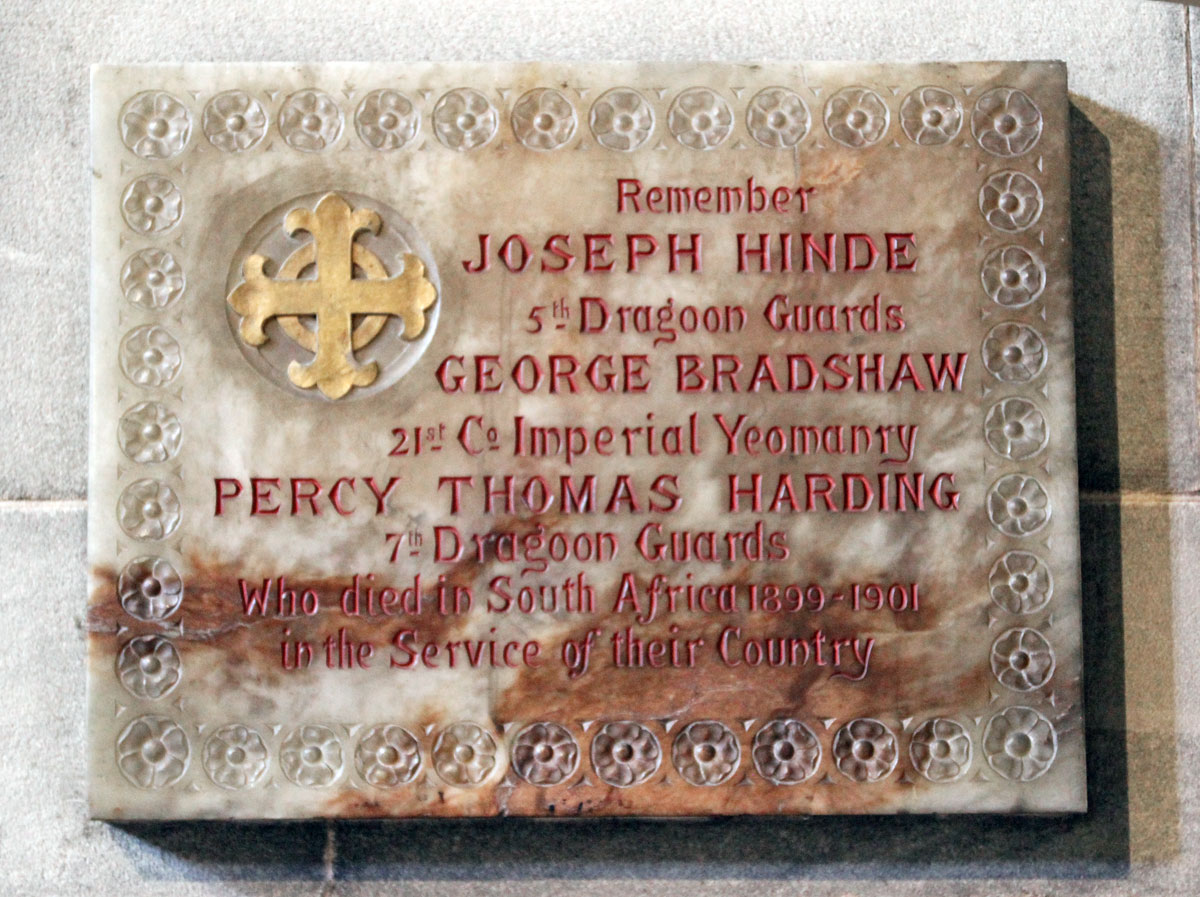 Remember
JOSEPH HINDE
5th Dragoon Guards
GEORGE BRADSHAW
21st Co Imperial Yeomanry
PERCY THOMAS HARDING
7th Dragoon Guards
Who died in South Africa 1899-1901
in the Service of their Country